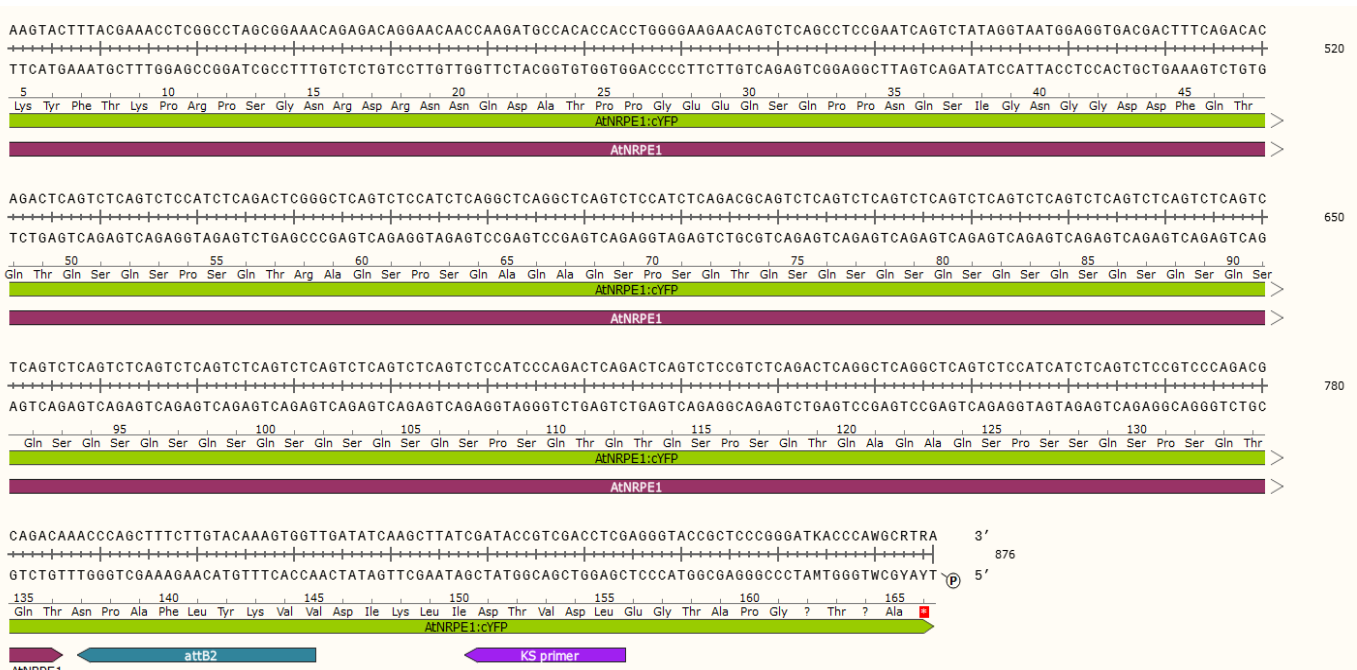 AAGTACTTTACGAAACCTCGGCCTAGCGGAAACAGAGACAGGAACAACCAAGATGCCACACCACCTGGGGAAGAACAGTCTCAGCCTCCGAATCAGTCTATAGGTAATGGAGGTGACGACTTTCAGACAC
520
TTCATGAAATGCTTTGGAGCCGGATCGCCTTTGTCTCTGTCCTTGTTGGTTCTACGGTGTGGTGGACCCCTTCTTGTCAGAGTCGGAGGCTTAGTCAGATATCCATTACCTCCACTGCTGAAAGTCTGTG
5 10 15 20 25 30 35 40 45
Lys Tyr Phe Thr Lys Pro Arg Pro Ser Gly Asn Arg Asp Arg Asn Asn Gln Asp Ala Thr Pro Pro Gly Glu Glu Gln Ser Gln Pro Pro Asn Gln Ser Ile Gly Asn Gly Gly Asp Asp Phe Gln Thr
AtNRPE1:cYFP
AtNRPE1
AGACTCAGTCTCAGTCTCCATCTCAGACTCGGGCTCAGTCTCCATCTCAGGCTCAGGCTCAGTCTCCATCTCAGACGCAGTCTCAGTCTCAGTCTCAGTCTCAGTCTCAGTCTCAGTCTCAGTCTCAGTC
650
TCTGAGTCAGAGTCAGAGGTAGAGTCTGAGCCCGAGTCAGAGGTAGAGTCCGAGTCCGAGTCAGAGGTAGAGTCTGCGTCAGAGTCAGAGTCAGAGTCAGAGTCAGAGTCAGAGTCAGAGTCAGAGTCAG
50 55 60 65 70 75 80 85 90
Gln Thr Gln Ser Gln Ser Pro Ser Gln Thr Arg Ala Gln Ser Pro Ser Gln Ala Gln Ala Gln Ser Pro Ser Gln Thr Gln Ser Gln Ser Gln Ser Gln Ser Gln Ser Gln Ser Gln Ser Gln Ser Gln Ser
AtNRPE1:cYFP
AtNRPE1
TCAGTCTCAGTCTCAGTCTCAGTCTCAGTCTCAGTCTCAGTCTCAGTCTCCATCCCAGACTCAGACTCAGTCTCCGTCTCAGACTCAGGCTCAGGCTCAGTCTCCATCATCTCAGTCTCCGTCCCAGACG
780
AGTCAGAGTCAGAGTCAGAGTCAGAGTCAGAGTCAGAGTCAGAGTCAGAGGTAGGGTCTGAGTCTGAGTCAGAGGCAGAGTCTGAGTCCGAGTCCGAGTCAGAGGTAGTAGAGTCAGAGGCAGGGTCTGC
95 100 105 110 115 120 125 130
Gln Ser Gln Ser Gln Ser Gln Ser Gln Ser Gln Ser Gln Ser Gln Ser Pro Ser Gln Thr Gln Thr Gln Ser Pro Ser Gln Thr Gln Ala Gln Ala Gln Ser Pro Ser Ser Gln Ser Pro Ser Gln Thr
AtNRPE1:cYFP
AtNRPE1
CAGACAAACCCAGCTTTCTTGTACAAAGTGGTTGATATCAAGCTTATCGATACCGTCGACCTCGAGGGTACCGCTCCCGGGATKACCCAWGCRTRA 3′
876
GTCTGTTTGGGTCGAAAGAACATGTTTCACCAACTATAGTTCGAATAGCTATGGCAGCTGGAGCTCCCATGGCGAGGGCCCTAMTGGGTWCGYAYT P 5′
135 140 145 150 155 160 165
Gln Thr Asn Pro Ala Phe Leu Tyr Lys Val Val Asp Ile Lys Leu Ile Asp Thr Val Asp Leu Glu Gly Thr Ala Pro Gly ? Thr ? Ala *
AtNRPE1:cYFP
attB2 KS primer
AtNRPE1